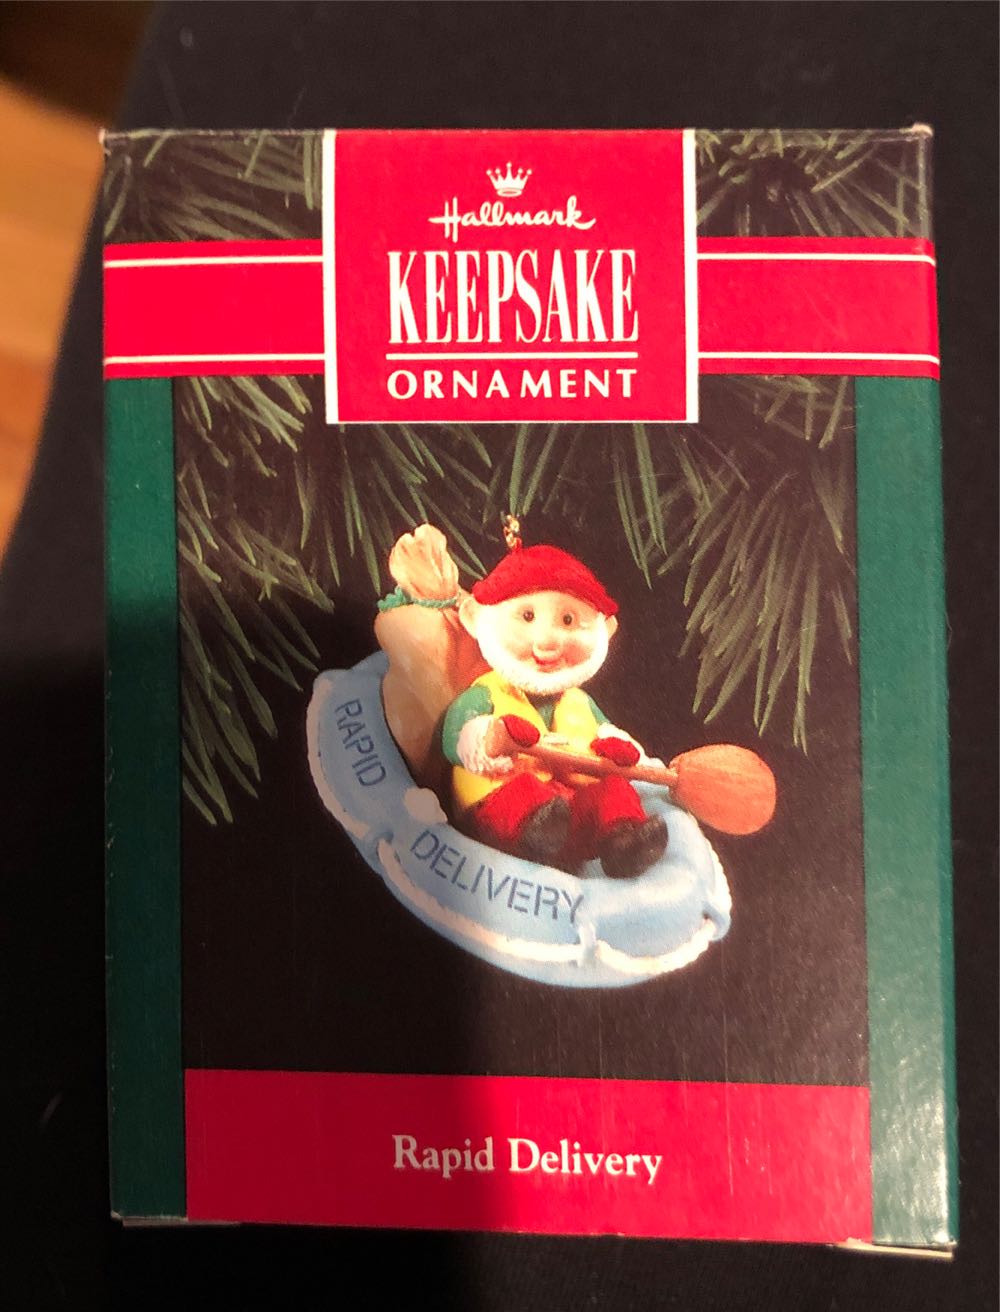 Hallmark
KEEPSAKE
ORNAMENT
RAPID
DELIVERY
Rapid Delivery